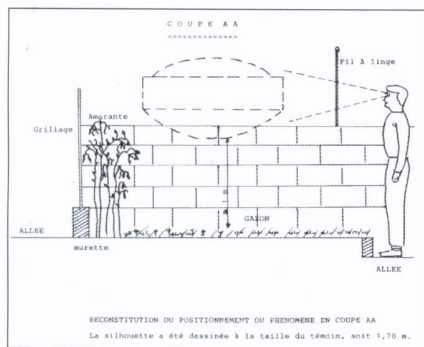 COUPE AA
Fil à linge
Amarante
Grillage
GAZON
ALLEE
murette
ALLEE
RECONSTITUTION DU POSITIONNEMENT DU PHENOMENE EN COUPE AA
La silhouette a été dessinée à la taille du témoin, soit 1,70 m.